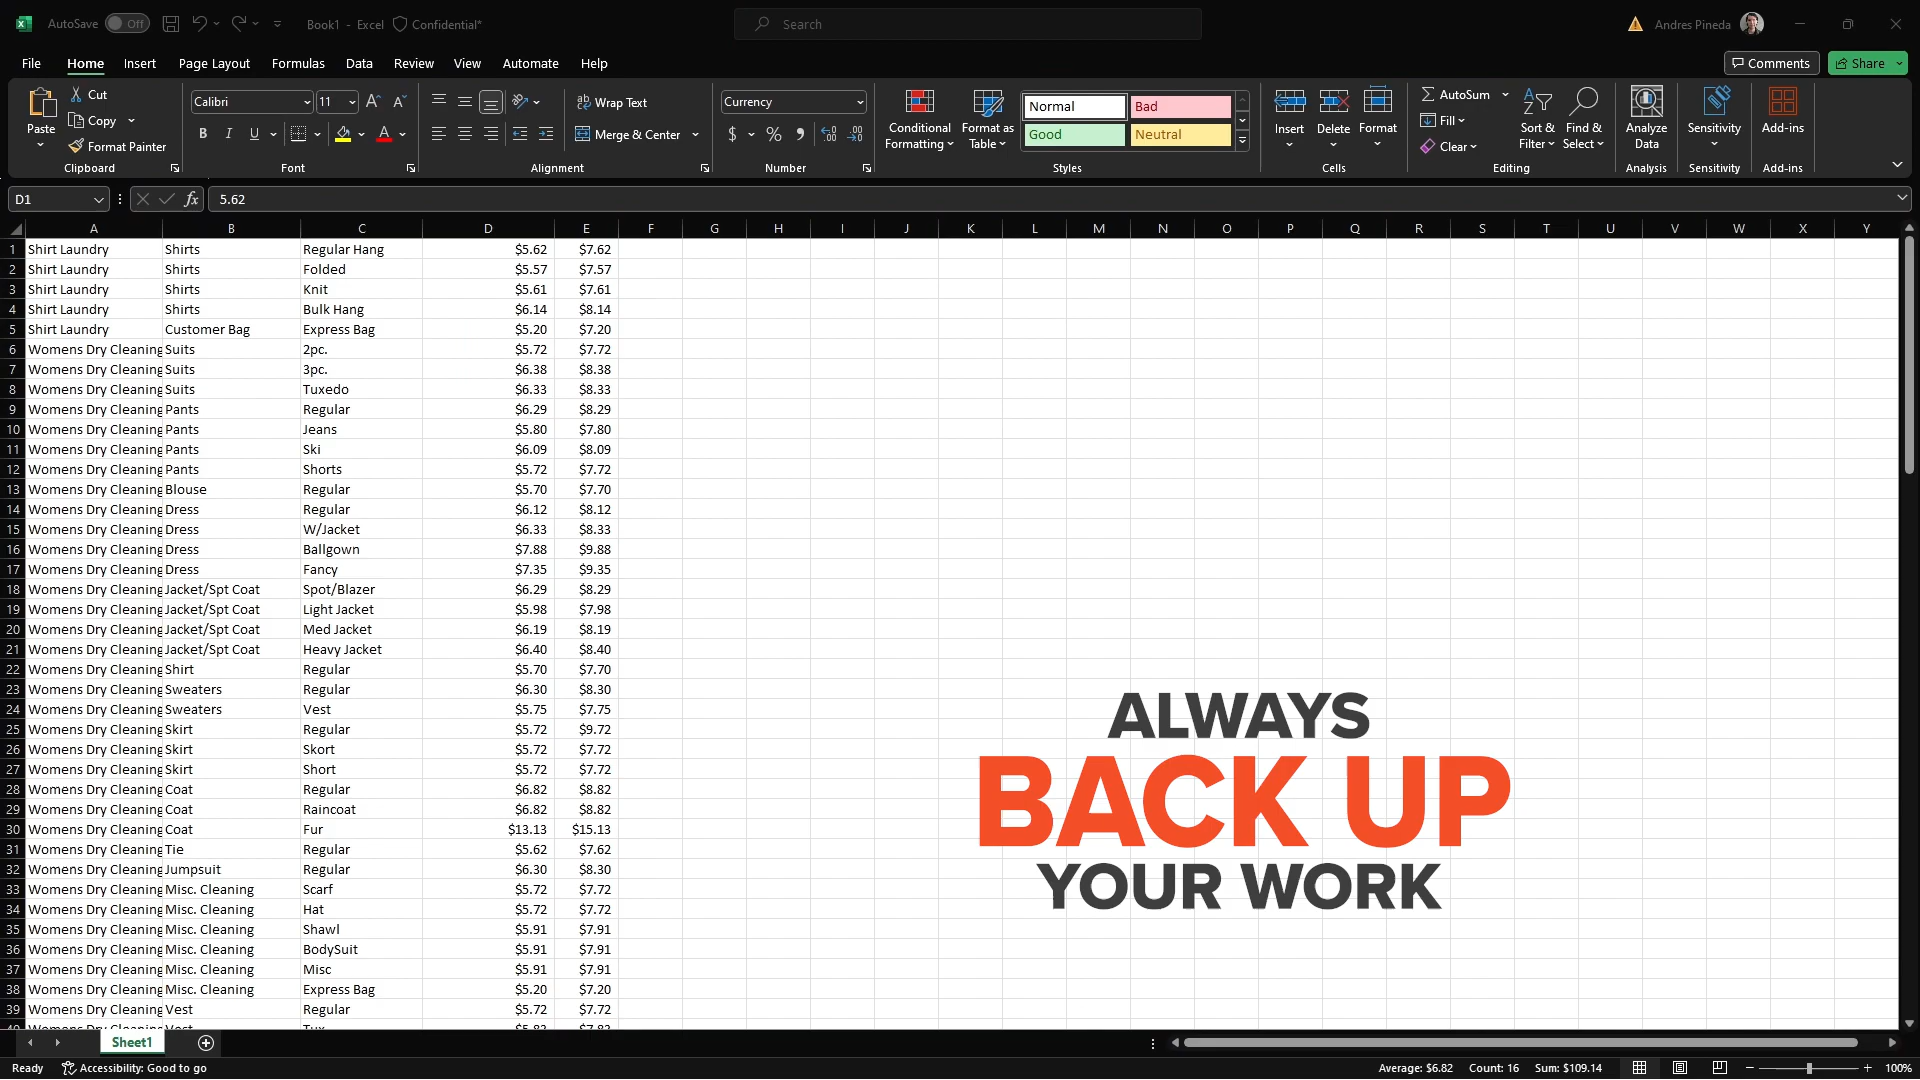 AutoSave Off Book1 - Excel Confidential* Search Andres Pineda
File Home Insert Page Layout Formulas Data Review View Automate Help Comments Share
Paste Cut Copy Format Painter Clipboard
Calibri 11 B I U A Font
Wrap Text Merge & Center Alignment
Currency $ % Number
Conditional Formatting Format as Table Normal Bad Good Neutral Styles
Insert Delete Format Cells
AutoSum Fill Clear Sort & Filter Find & Select Editing
Analyze Data Analysis
Sensitivity Sensitivity
Add-ins Add-ins
D1 fx 5.62
A B C D E F G H I J K L M N O P Q R S T U V W X Y
1 Shirt Laundry Shirts Regular Hang $5.62 $7.62
2 Shirt Laundry Shirts Folded $5.57 $7.57
3 Shirt Laundry Shirts Knit $5.61 $7.61
4 Shirt Laundry Shirts Bulk Hang $6.14 $8.14
5 Shirt Laundry Customer Bag Express Bag $5.20 $7.20
6 Womens Dry Cleaning Suits 2pc. $5.72 $7.72
7 Womens Dry Cleaning Suits 3pc. $6.38 $8.38
8 Womens Dry Cleaning Suits Tuxedo $6.33 $8.33
9 Womens Dry Cleaning Pants Regular $6.29 $8.29
10 Womens Dry Cleaning Pants Jeans $5.80 $7.80
11 Womens Dry Cleaning Pants Ski $6.09 $8.09
12 Womens Dry Cleaning Pants Shorts $5.72 $7.72
13 Womens Dry Cleaning Blouse Regular $5.70 $7.70
14 Womens Dry Cleaning Dress Regular $6.12 $8.12
15 Womens Dry Cleaning Dress W/Jacket $6.33 $8.33
16 Womens Dry Cleaning Dress Ballgown $7.88 $9.88
17 Womens Dry Cleaning Dress Fancy $7.35 $9.35
18 Womens Dry Cleaning Jacket/Spt Coat Spot/Blazer $6.29 $8.29
19 Womens Dry Cleaning Jacket/Spt Coat Light Jacket $5.98 $7.98
20 Womens Dry Cleaning Jacket/Spt Coat Med Jacket $6.19 $8.19
21 Womens Dry Cleaning Jacket/Spt Coat Heavy Jacket $6.40 $8.40
22 Womens Dry Cleaning Shirt Regular $5.70 $7.70
23 Womens Dry Cleaning Sweaters Regular $6.30 $8.30
24 Womens Dry Cleaning Sweaters Vest $5.75 $7.75
25 Womens Dry Cleaning Skirt Regular $5.72 $9.72
26 Womens Dry Cleaning Skirt Skort $5.72 $7.72
27 Womens Dry Cleaning Skirt Short $5.72 $7.72
28 Womens Dry Cleaning Coat Regular $6.82 $8.82
29 Womens Dry Cleaning Coat Raincoat $6.82 $8.82
30 Womens Dry Cleaning Coat Fur $13.13 $15.13
31 Womens Dry Cleaning Tie Regular $5.62 $7.62
32 Womens Dry Cleaning Jumpsuit Regular $6.30 $8.30
33 Womens Dry Cleaning Misc. Cleaning Scarf $5.72 $7.72
34 Womens Dry Cleaning Misc. Cleaning Hat $5.72 $7.72
35 Womens Dry Cleaning Misc. Cleaning Shawl $5.91 $7.91
36 Womens Dry Cleaning Misc. Cleaning BodySuit $5.91 $7.91
37 Womens Dry Cleaning Misc. Cleaning Misc $5.91 $7.91
38 Womens Dry Cleaning Misc. Cleaning Express Bag $5.20 $7.20
39 Womens Dry Cleaning Vest Regular $5.72 $7.72
ALWAYS
BACK UP
YOUR WORK
Sheet1
Ready Accessibility: Good to go Average: $6.82 Count: 16 Sum: $109.14 100%